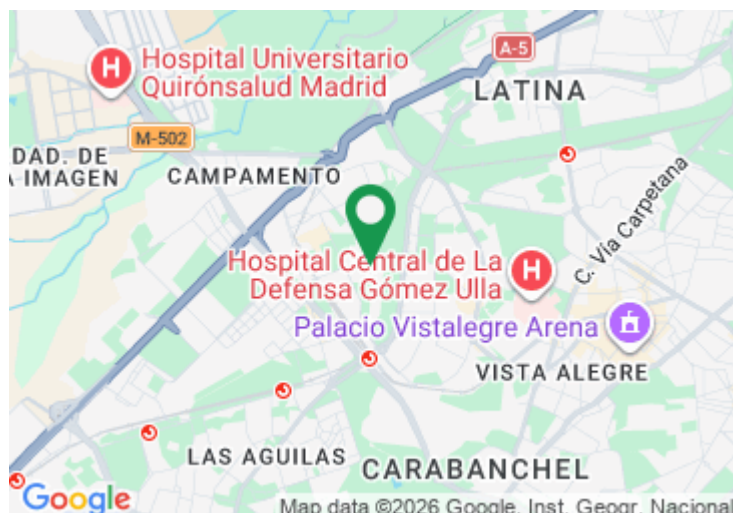 Hospital Universitario
Quirónsalud Madrid
A-5
LATINA
M-502
DAD. DE
IMAGEN
CAMPAMENTO
C. Vía Carpetana
Hospital Central de La
Defensa Gómez Ulla
H
H
Palacio Vistalegre Arena
VISTA ALEGRE
LAS AGUILAS
CARABANCHEL
Google
Map data ©2026 Google, Inst. Geogr. Nacional